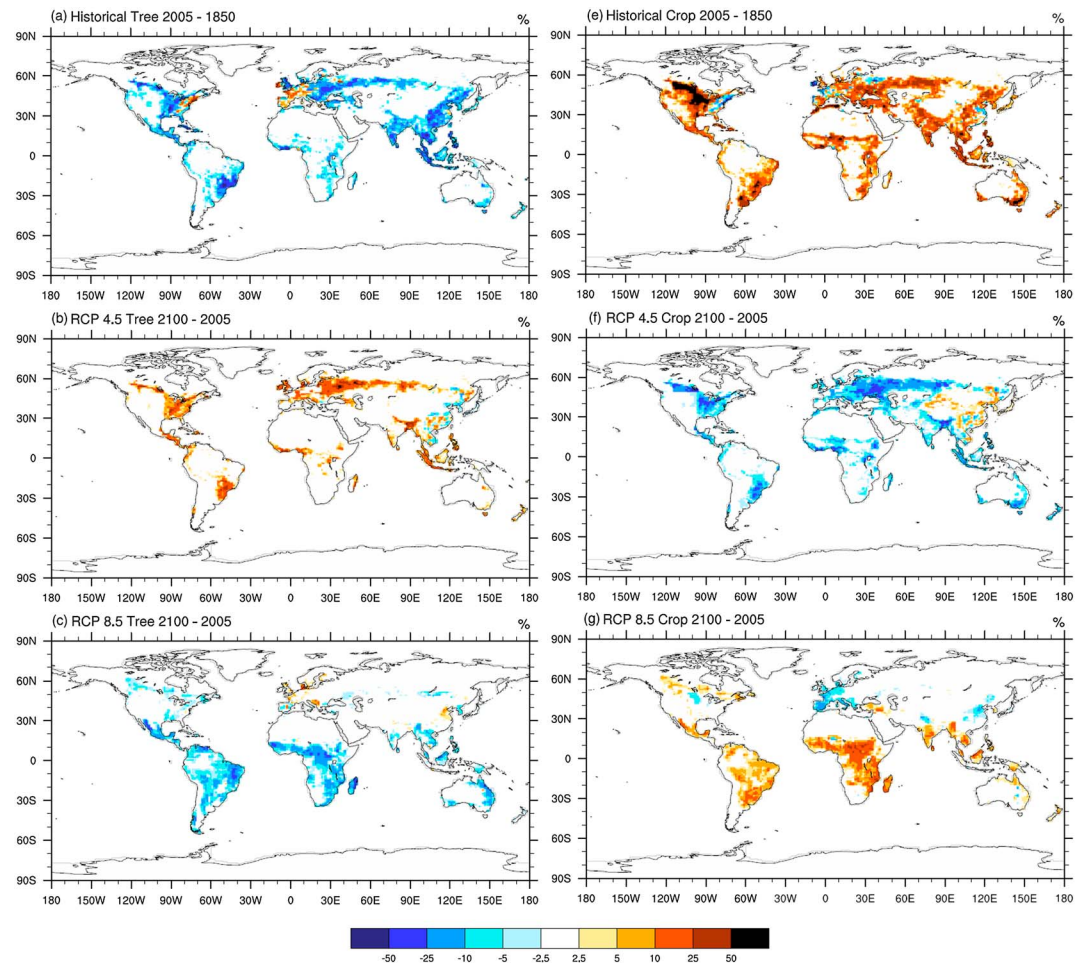 (a) Historical Tree 2005 - 1850 %
90N
60N
30N
0
30S
60S
90S
180 150W 120W 90W 60W 30W 0 30E 60E 90E 120E 150E 180
(b) RCP 4.5 Tree 2100 - 2005 %
90N
60N
30N
0
30S
60S
90S
180 150W 120W 90W 60W 30W 0 30E 60E 90E 120E 150E 180
(c) RCP 8.5 Tree 2100 - 2005 %
90N
60N
30N
0
30S
60S
90S
180 150W 120W 90W 60W 30W 0 30E 60E 90E 120E 150E 180
(e) Historical Crop 2005 - 1850 %
90N
60N
30N
0
30S
60S
90S
180 150W 120W 90W 60W 30W 0 30E 60E 90E 120E 150E 180
(f) RCP 4.5 Crop 2100 - 2005 %
90N
60N
30N
0
30S
60S
90S
180 150W 120W 90W 60W 30W 0 30E 60E 90E 120E 150E 180
(g) RCP 8.5 Crop 2100 - 2005 %
90N
60N
30N
0
30S
60S
90S
180 150W 120W 90W 60W 30W 0 30E 60E 90E 120E 150E 180
-50 -25 -10 -5 -2.5 2.5 5 10 25 50